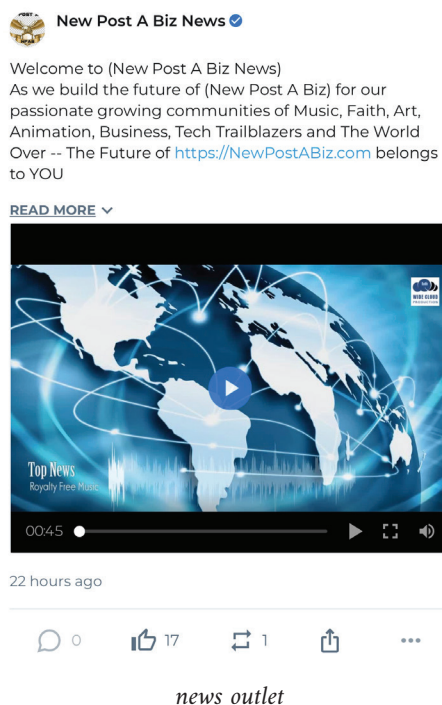 New Post A Biz News
Welcome to (New Post A Biz News)
As we build the future of (New Post A Biz) for our
passionate growing communities of Music, Faith, Art,
Animation, Business, Tech Trailblazers and The World
Over -- The Future of https://NewPostABiz.com belongs
to YOU
READ MORE
WIDE CLOUD
PRODUCTION
Top News
Royalty Free Music
00:45
22 hours ago
0 17 1
news outlet